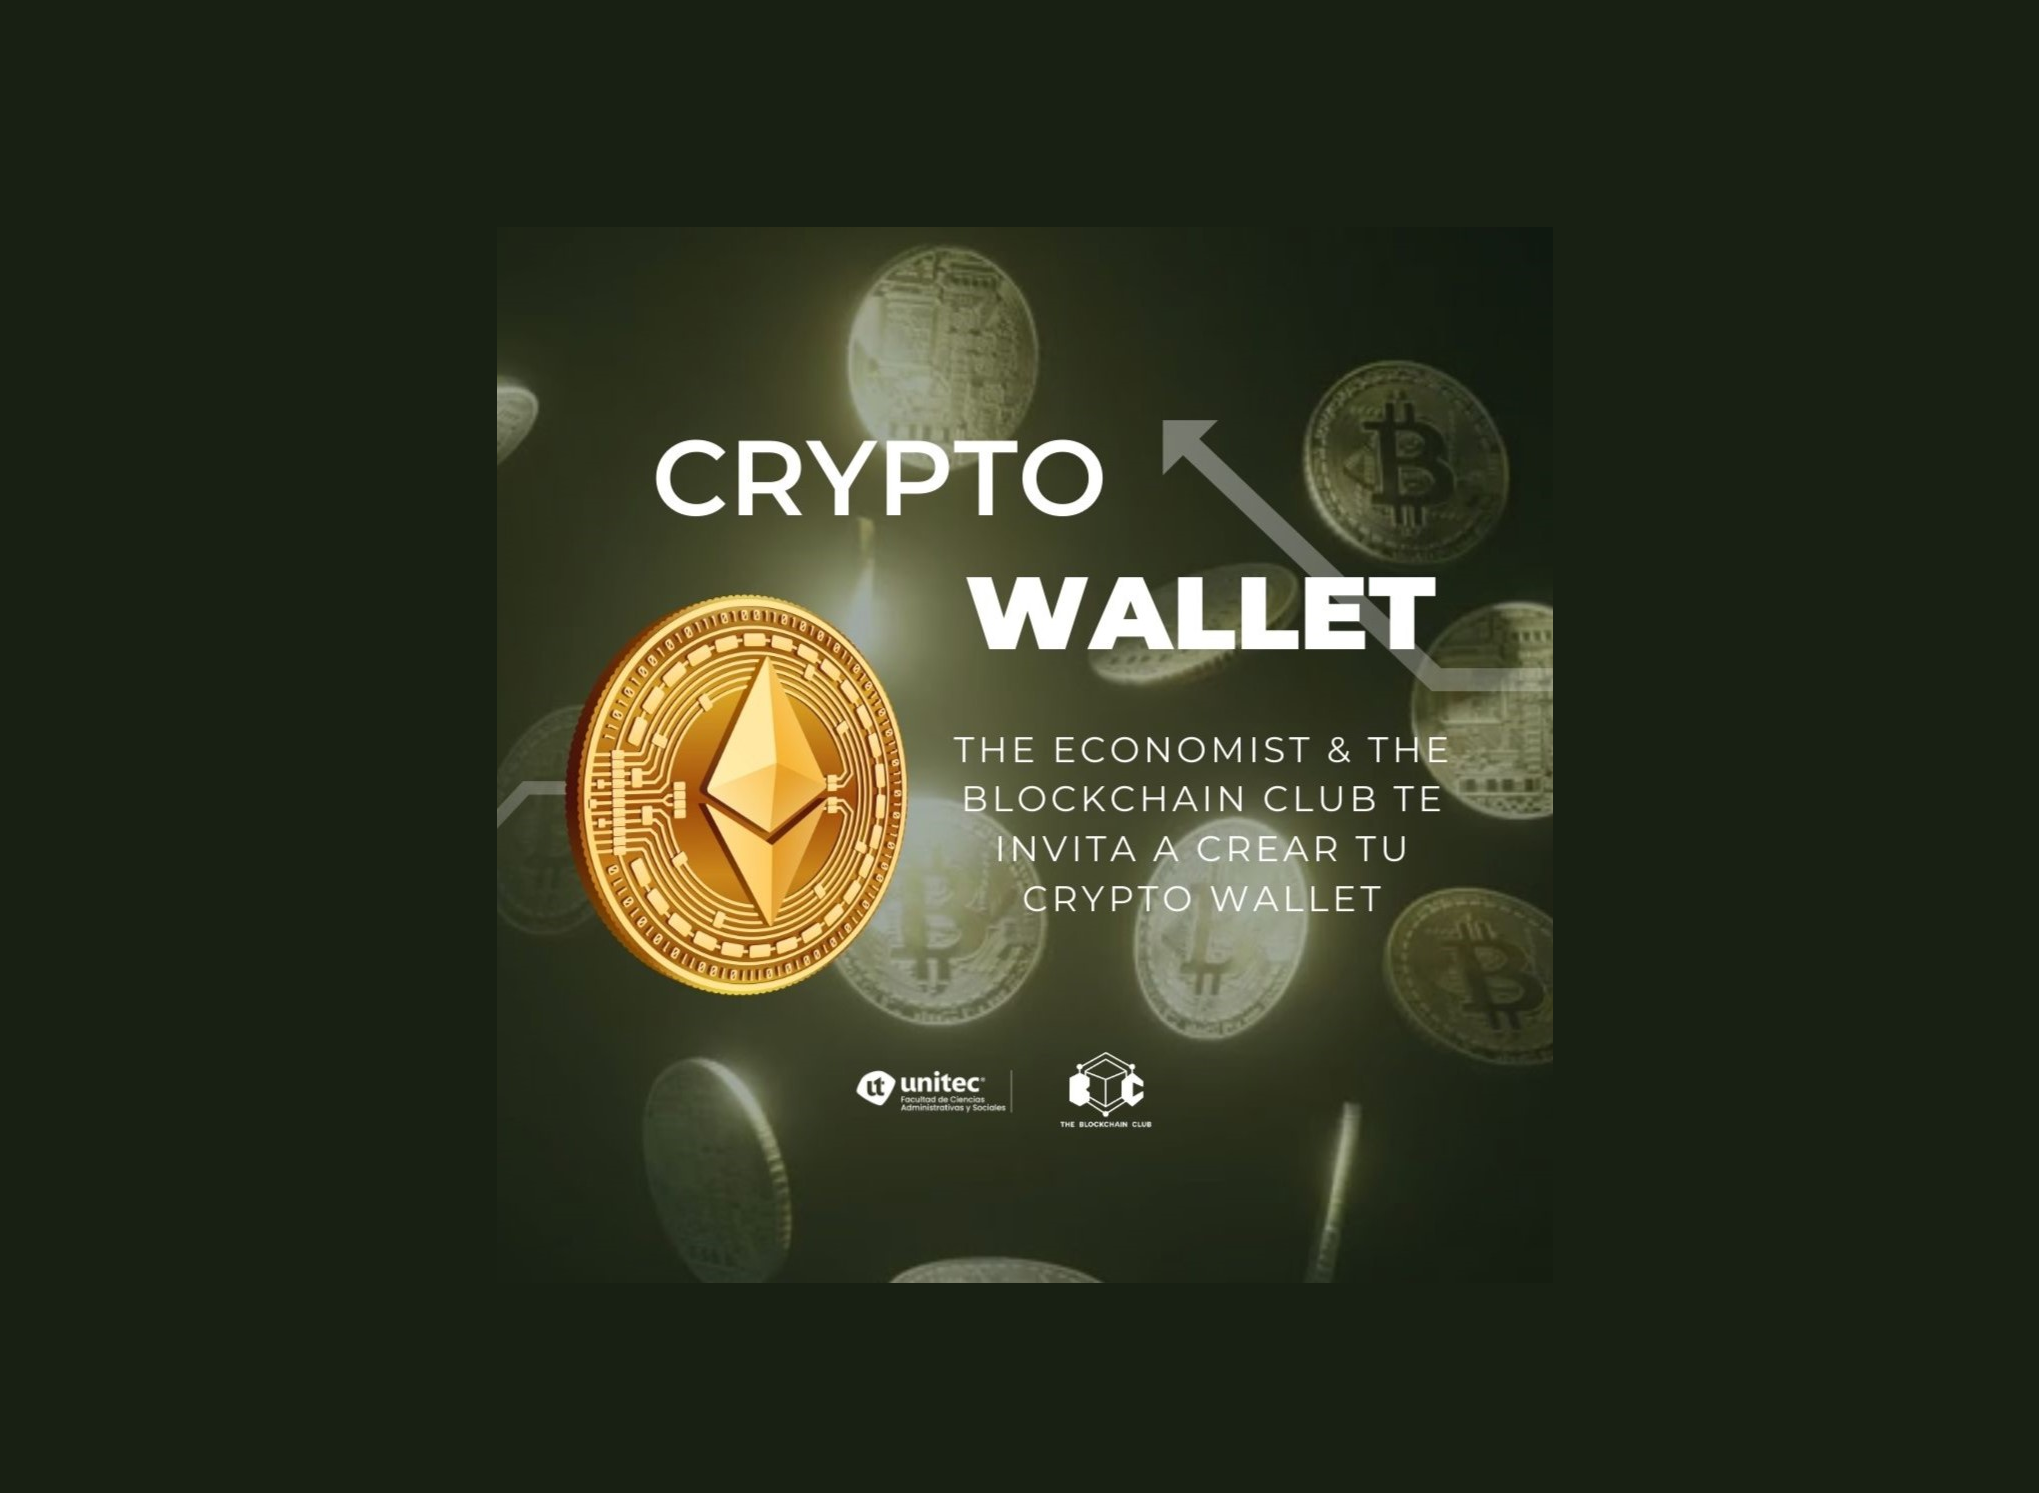 CRYPTO
WALLET
THE ECONOMIST & THE
BLOCKCHAIN CLUB TE
INVITA A CREAR TU
CRYPTO WALLET
ut unitec®
Facultad de Ciencias
Administrativas y Sociales
B C
THE BLOCKCHAIN CLUB